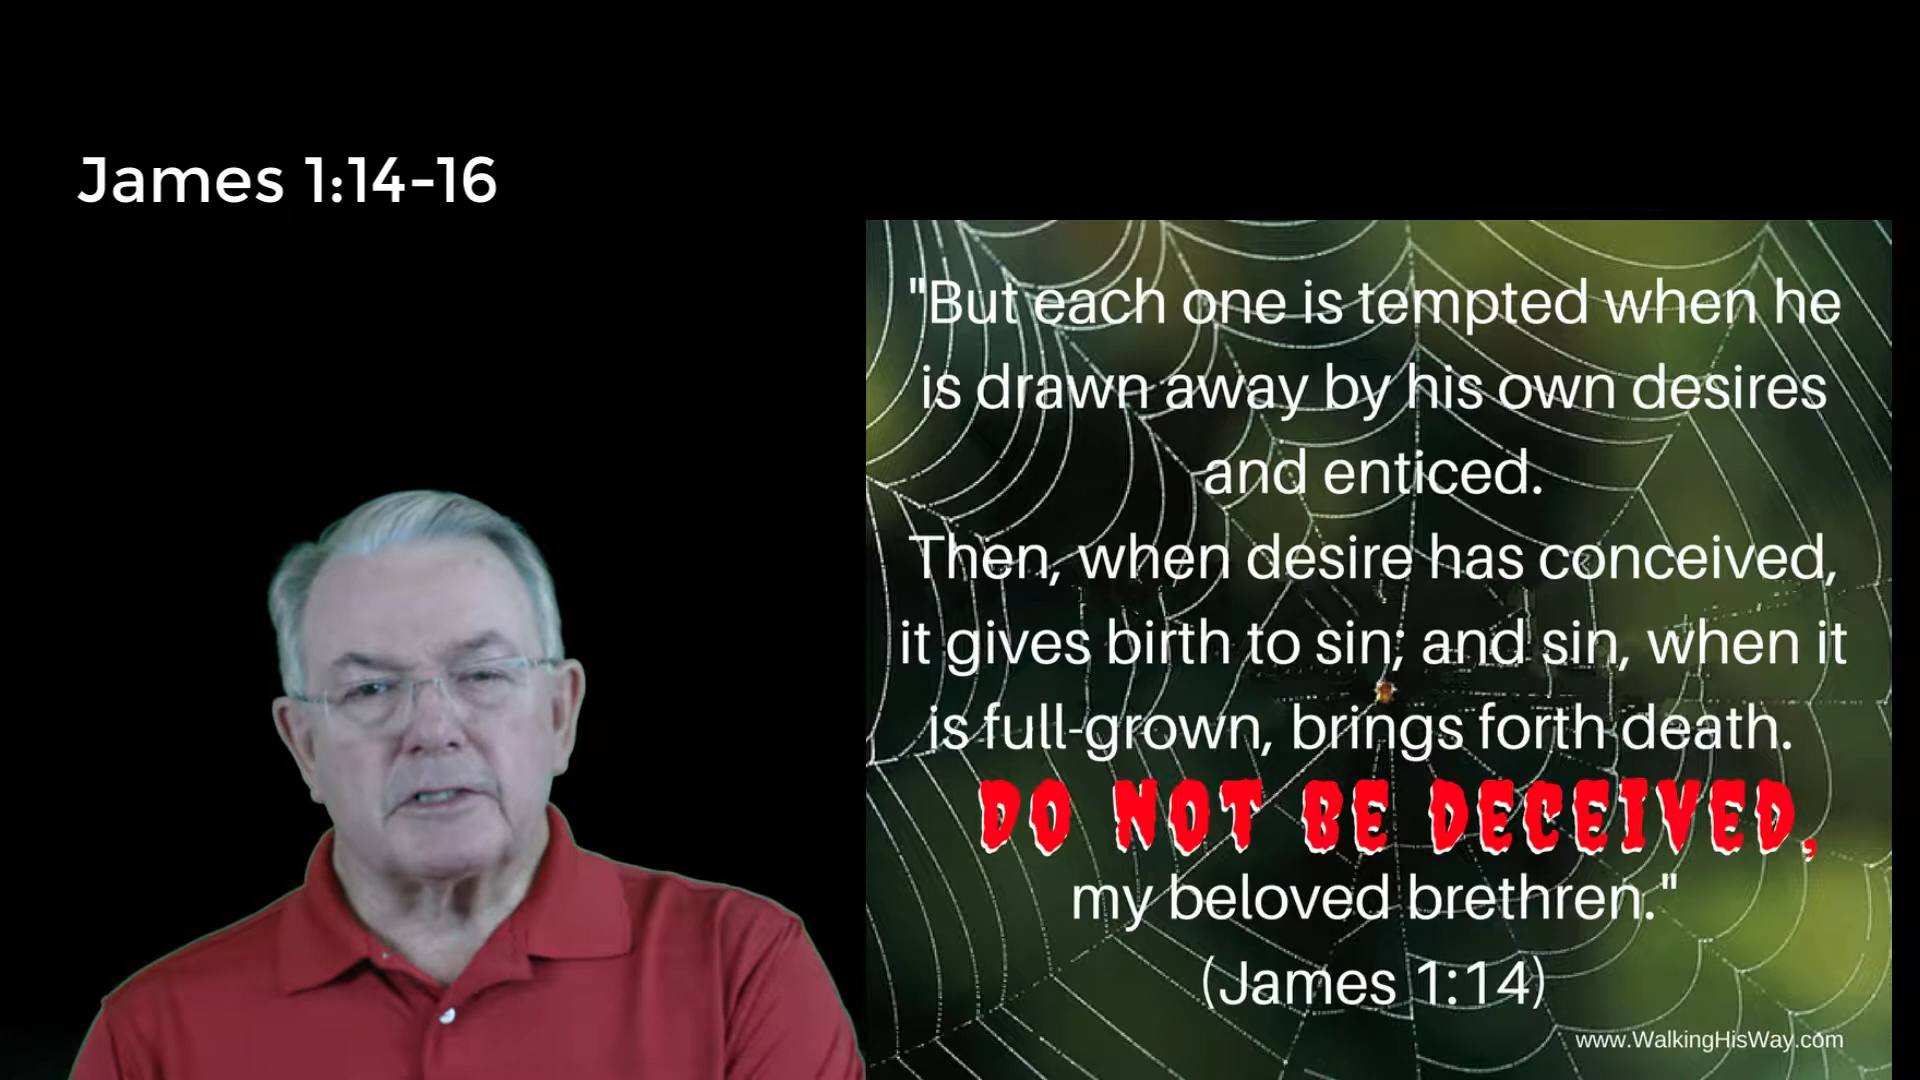 James 1:14-16
"But each one is tempted when he
is drawn away by his own desires
and enticed.
Then, when desire has conceived,
it gives birth to sin; and sin, when it
is full-grown, brings forth death.
DO NOT BE DECEIVED,
my beloved brethren."
(James 1:14)
www.WalkingHisWay.com